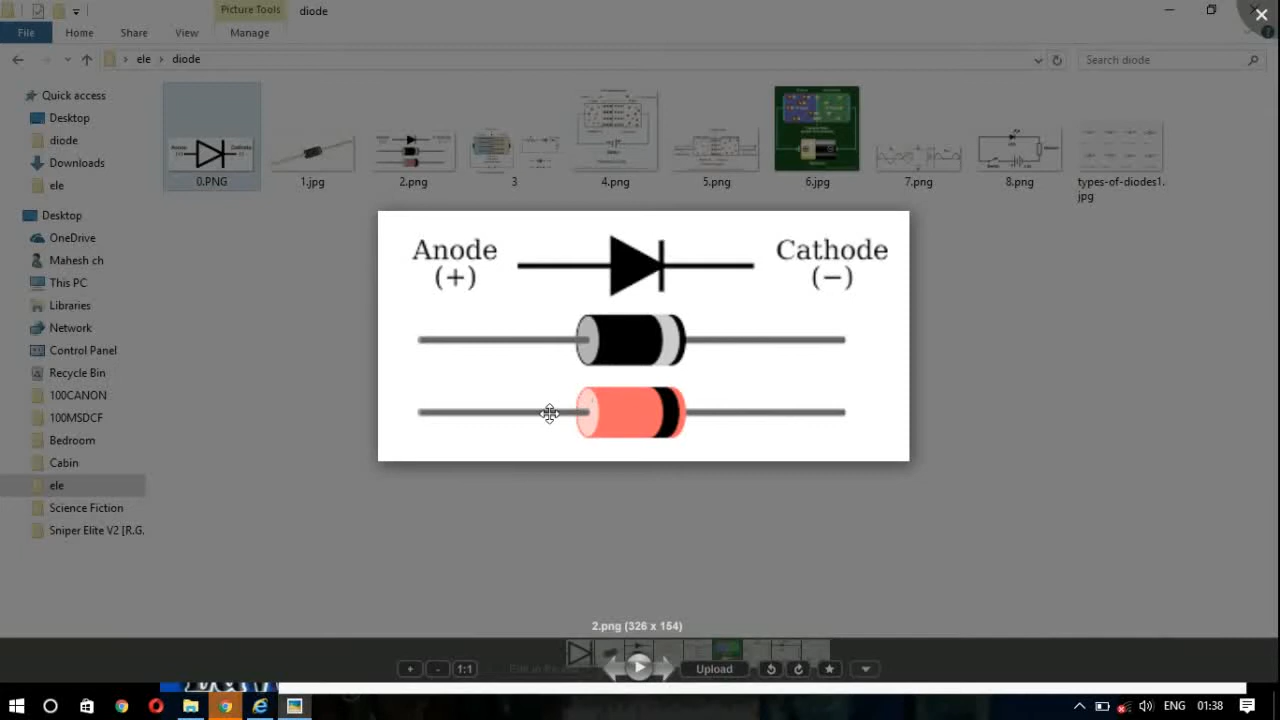 Picture Tools
diode
File
Home
Share
View
Manage
ele
diode
Search diode
Quick access
Desktop
diode
Downloads
ele
Desktop
OneDrive
Mahesh ch
This PC
Libraries
Network
Control Panel
Recycle Bin
100CANON
100MSDCF
Bedroom
Cabin
ele
Science Fiction
Sniper Elite V2 [R.G.
0.PNG
1.jpg
2.png
3
4.png
5.png
6.jpg
7.png
8.png
types-of-diodes1.
jpg
Anode
(+)
Cathode
(−)
2.png (326 x 154)
+
-
1:1
Upload
ENG
01:38